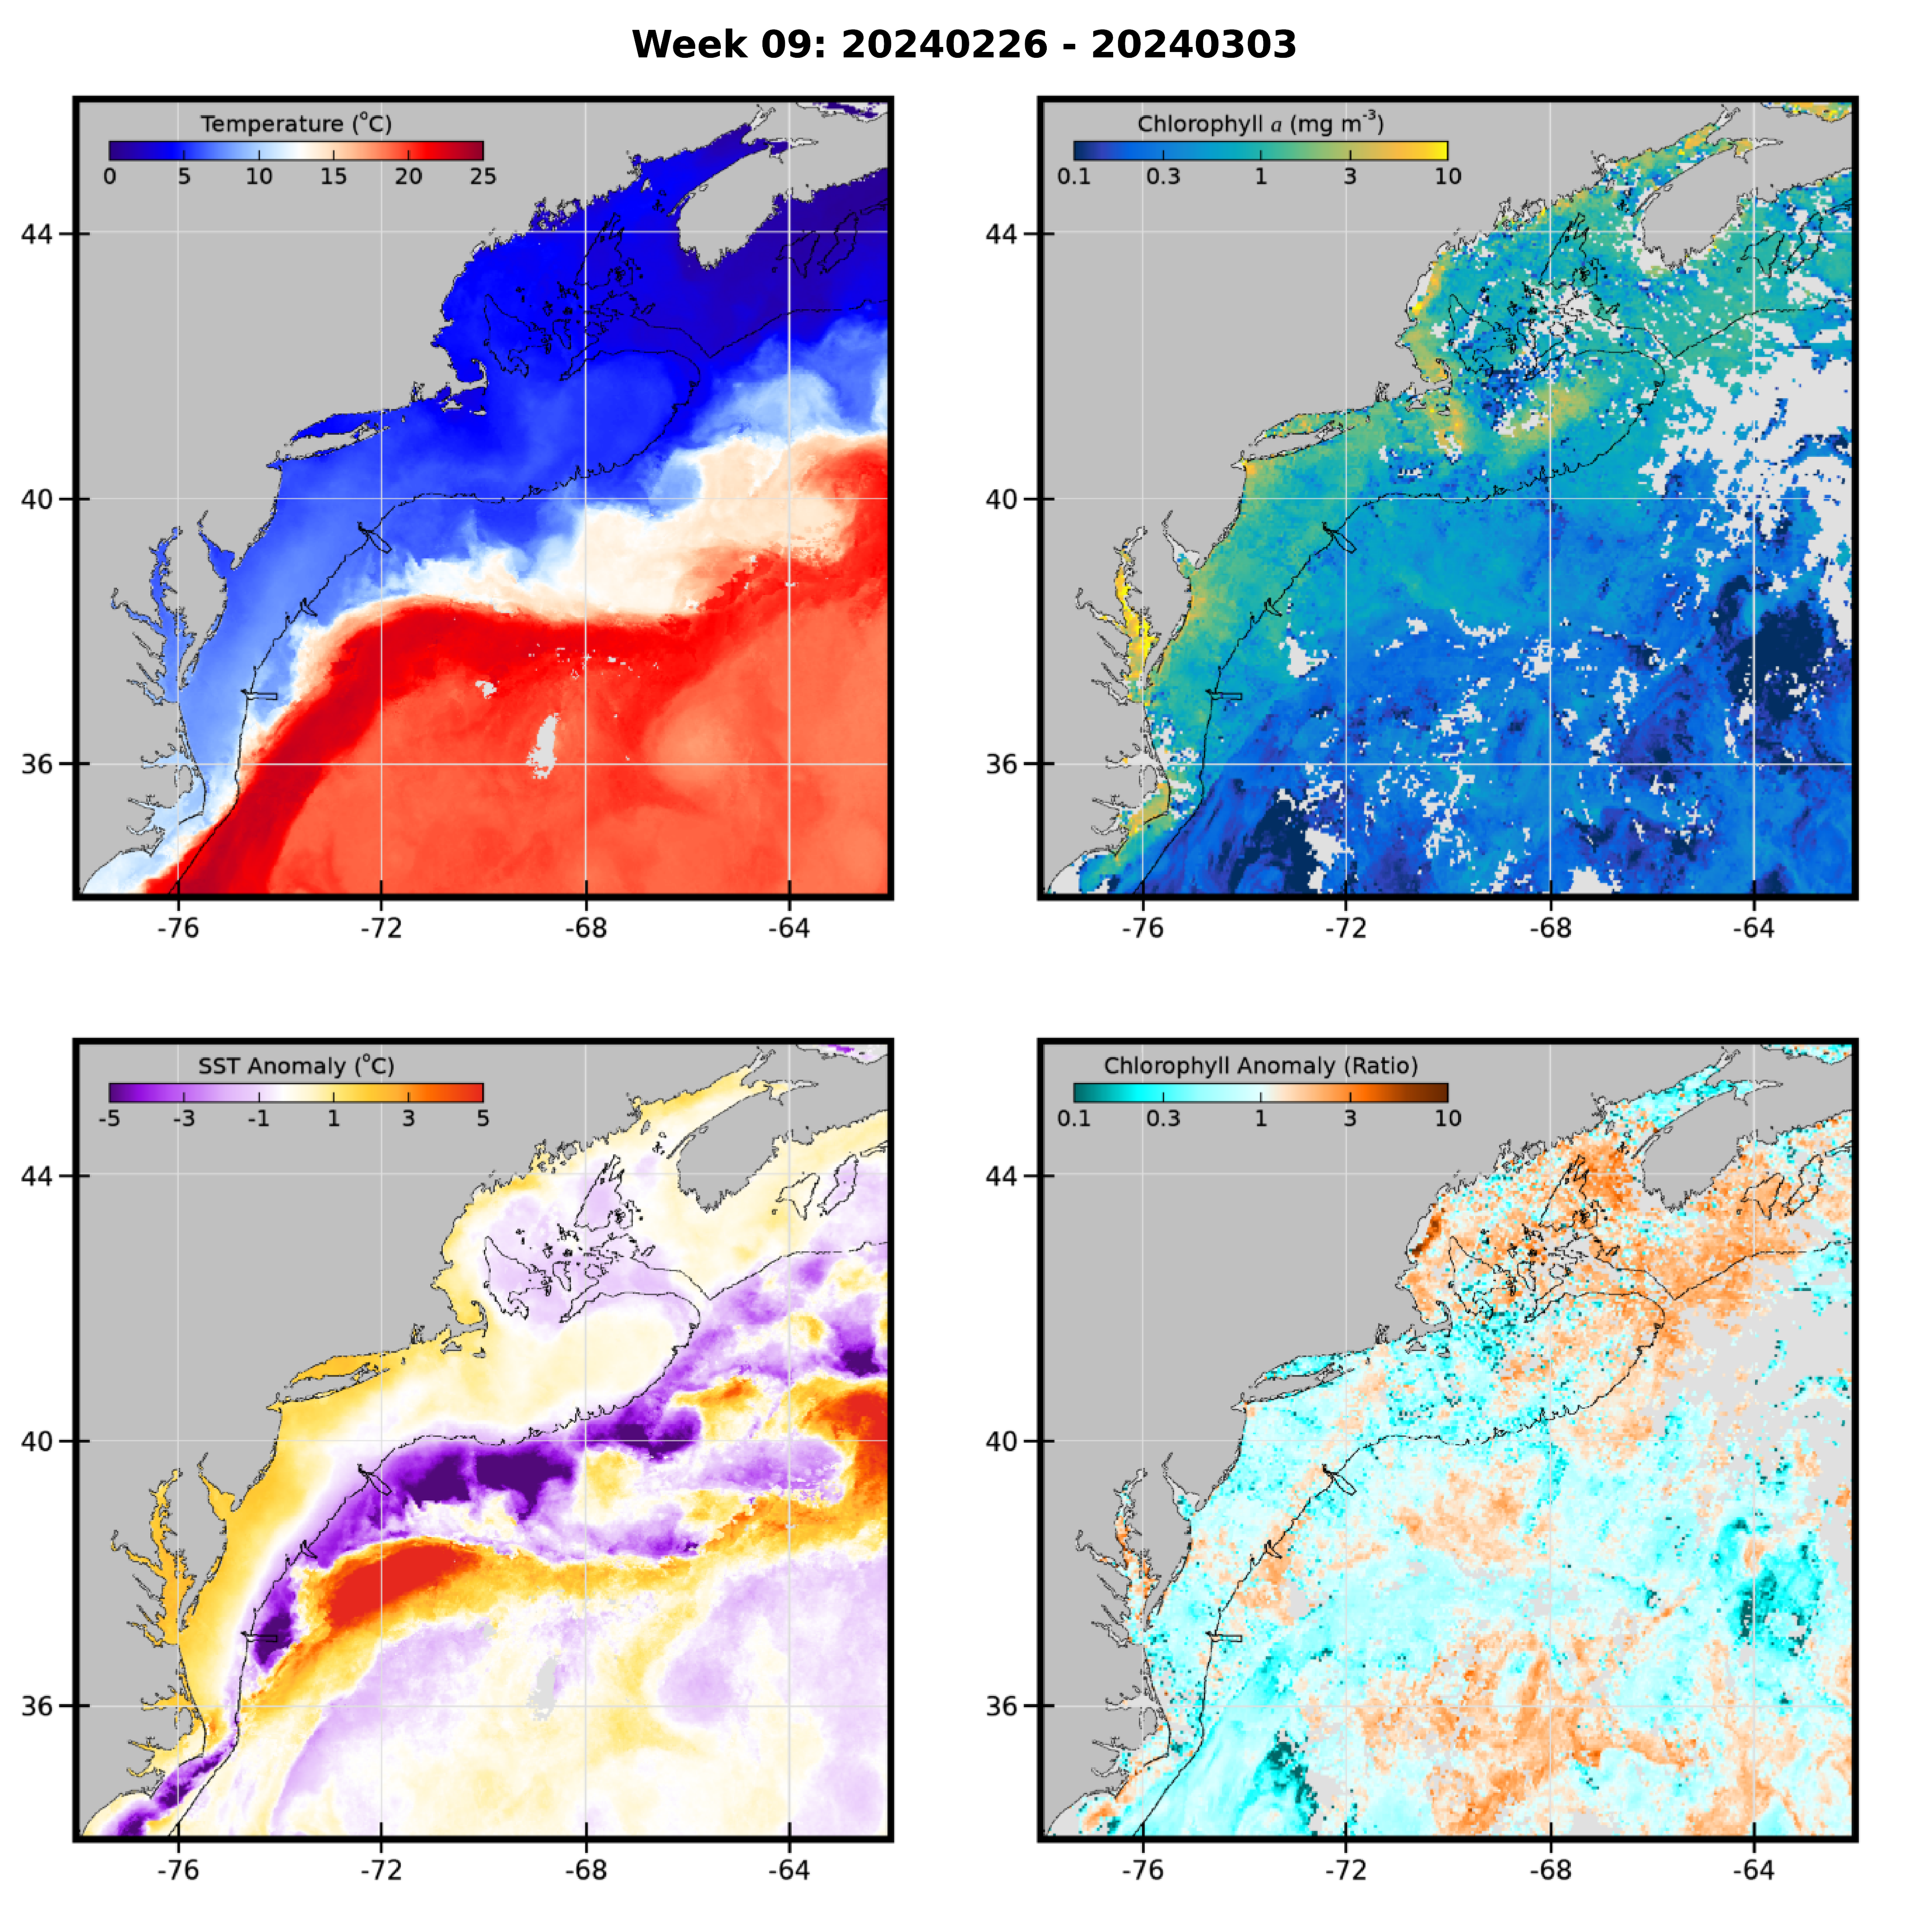 Week 09: 20240226 - 20240303
Temperature (°C)
0 5 10 15 20 25
44
40
36
-76 -72 -68 -64
Chlorophyll a (mg m⁻³)
0.1 0.3 1 3 10
44
40
36
-76 -72 -68 -64
SST Anomaly (°C)
-5 -3 -1 1 3 5
44
40
36
-76 -72 -68 -64
Chlorophyll Anomaly (Ratio)
0.1 0.3 1 3 10
44
40
36
-76 -72 -68 -64